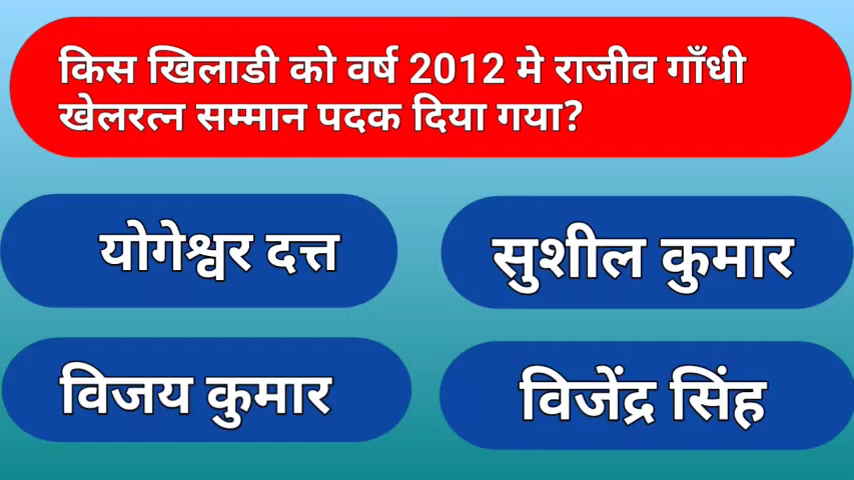 किस खिलाडी को वर्ष 2012 मे राजीव गाँधी
खेलरत्न सम्मान पदक दिया गया?
योगेश्वर दत्त
सुशील कुमार
विजय कुमार
विजेंद्र सिंह